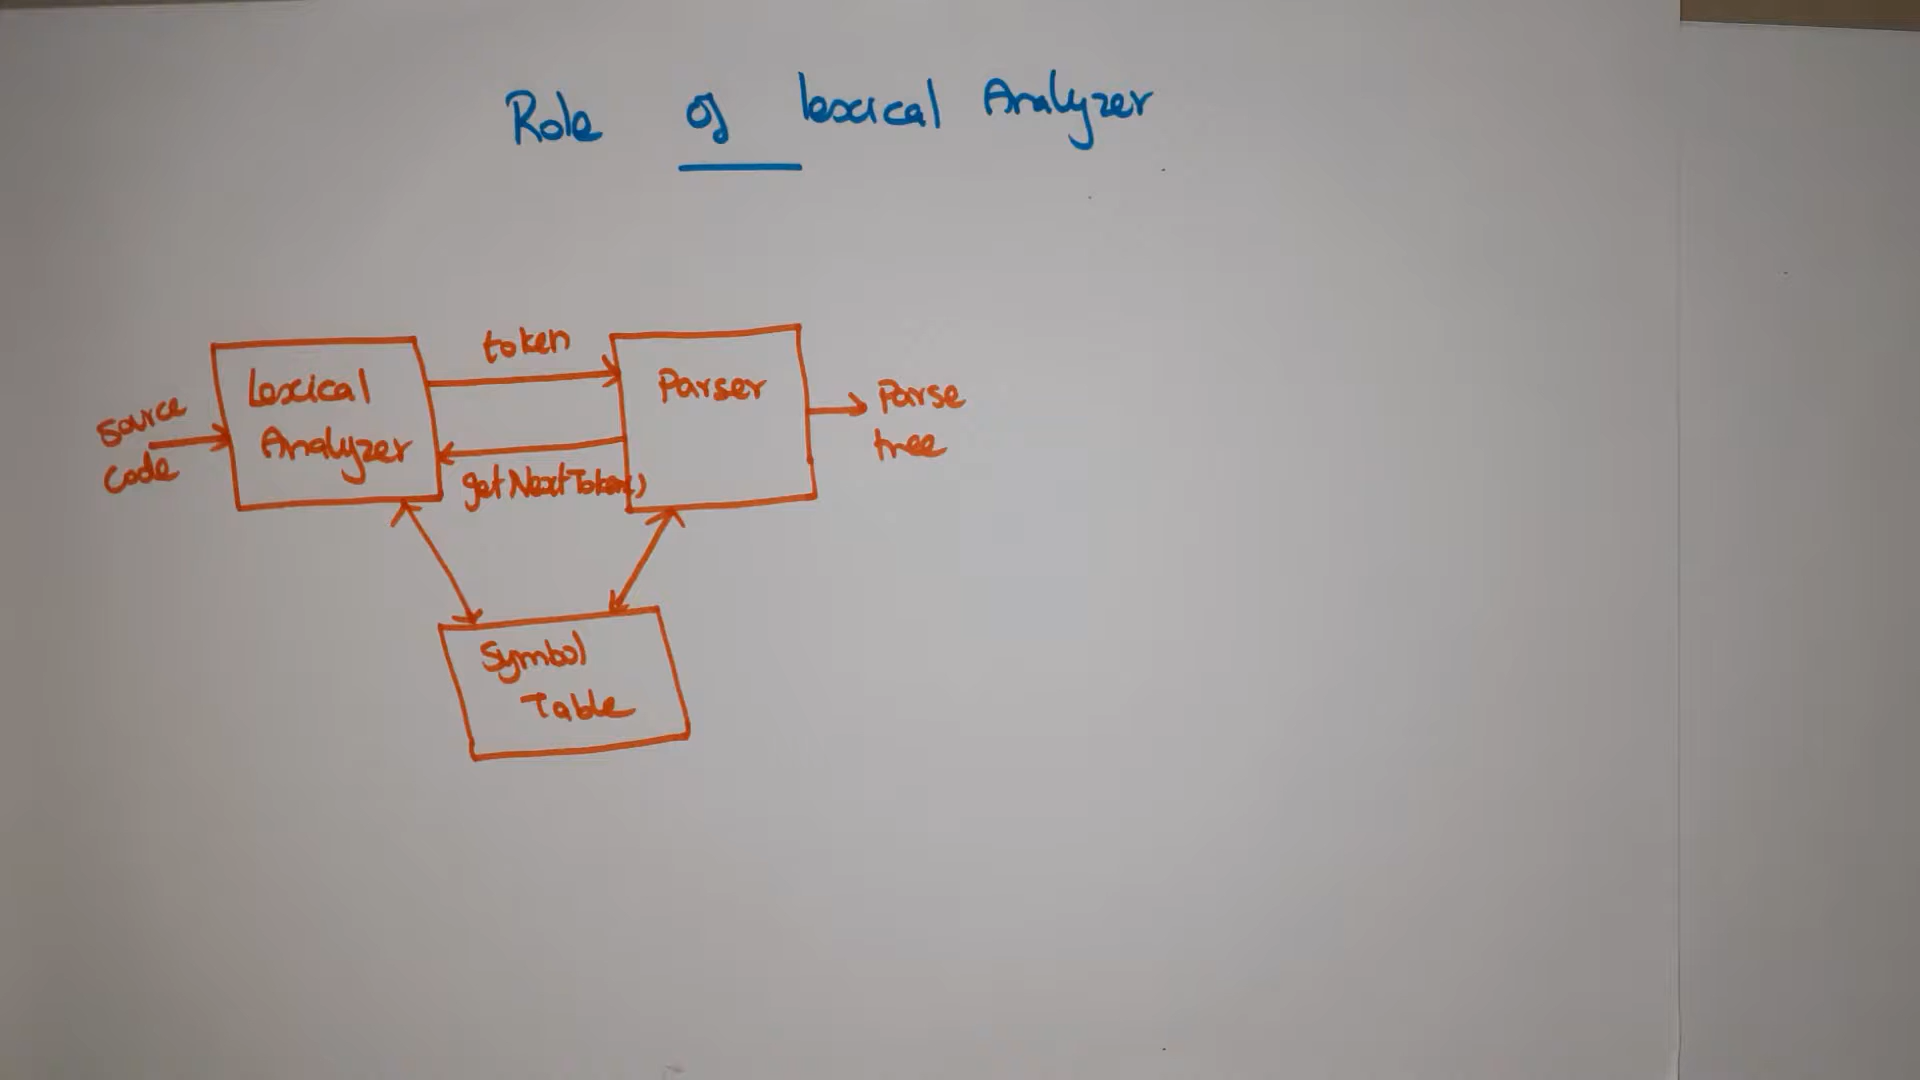 Role of lexical Analyzer
token
Lexical
Analyzer
Parser
source
code
Parse
tree
getNextToken()
Symbol
Table